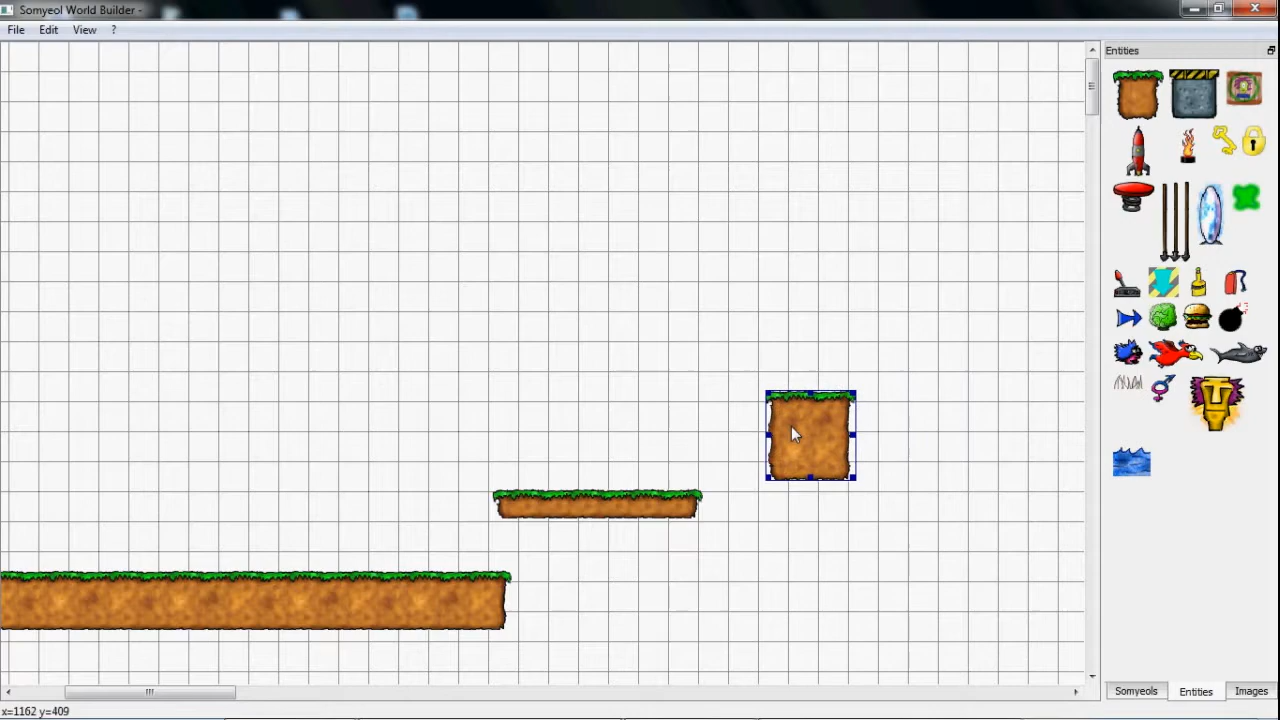 Somyeol World Builder -
File Edit View ?
Entities
Somyeols Entities Images
x=1162 y=409